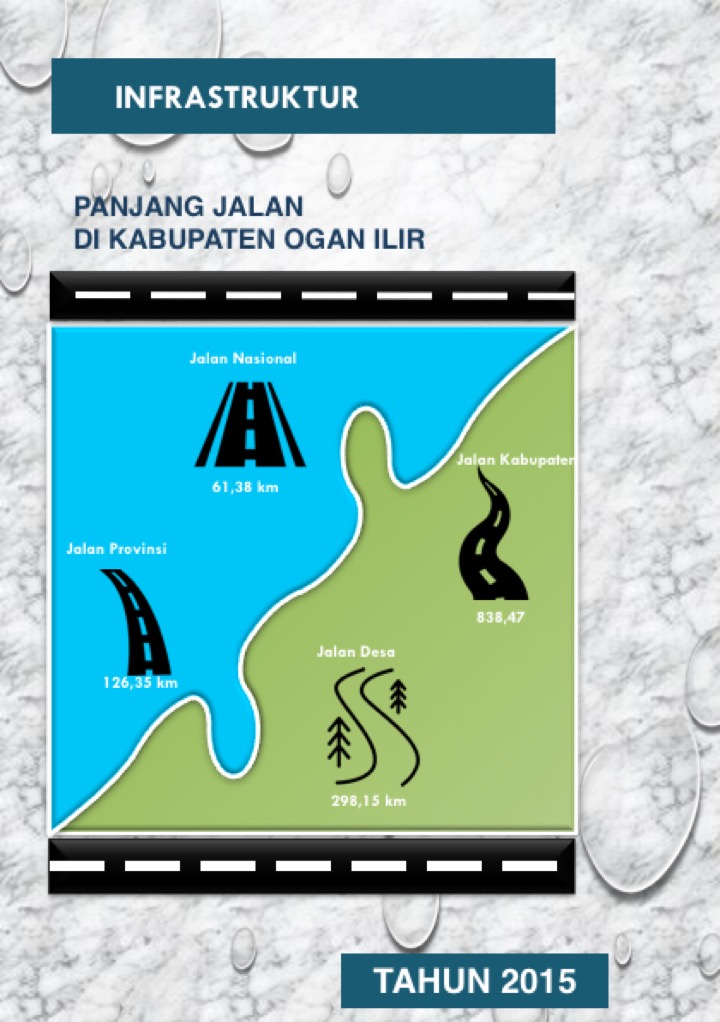 INFRASTRUKTUR
PANJANG JALAN
DI KABUPATEN OGAN ILIR
Jalan Nasional
61,38 km
Jalan Kabupaten
838,47
Jalan Provinsi
126,35 km
Jalan Desa
298,15 km
TAHUN 2015